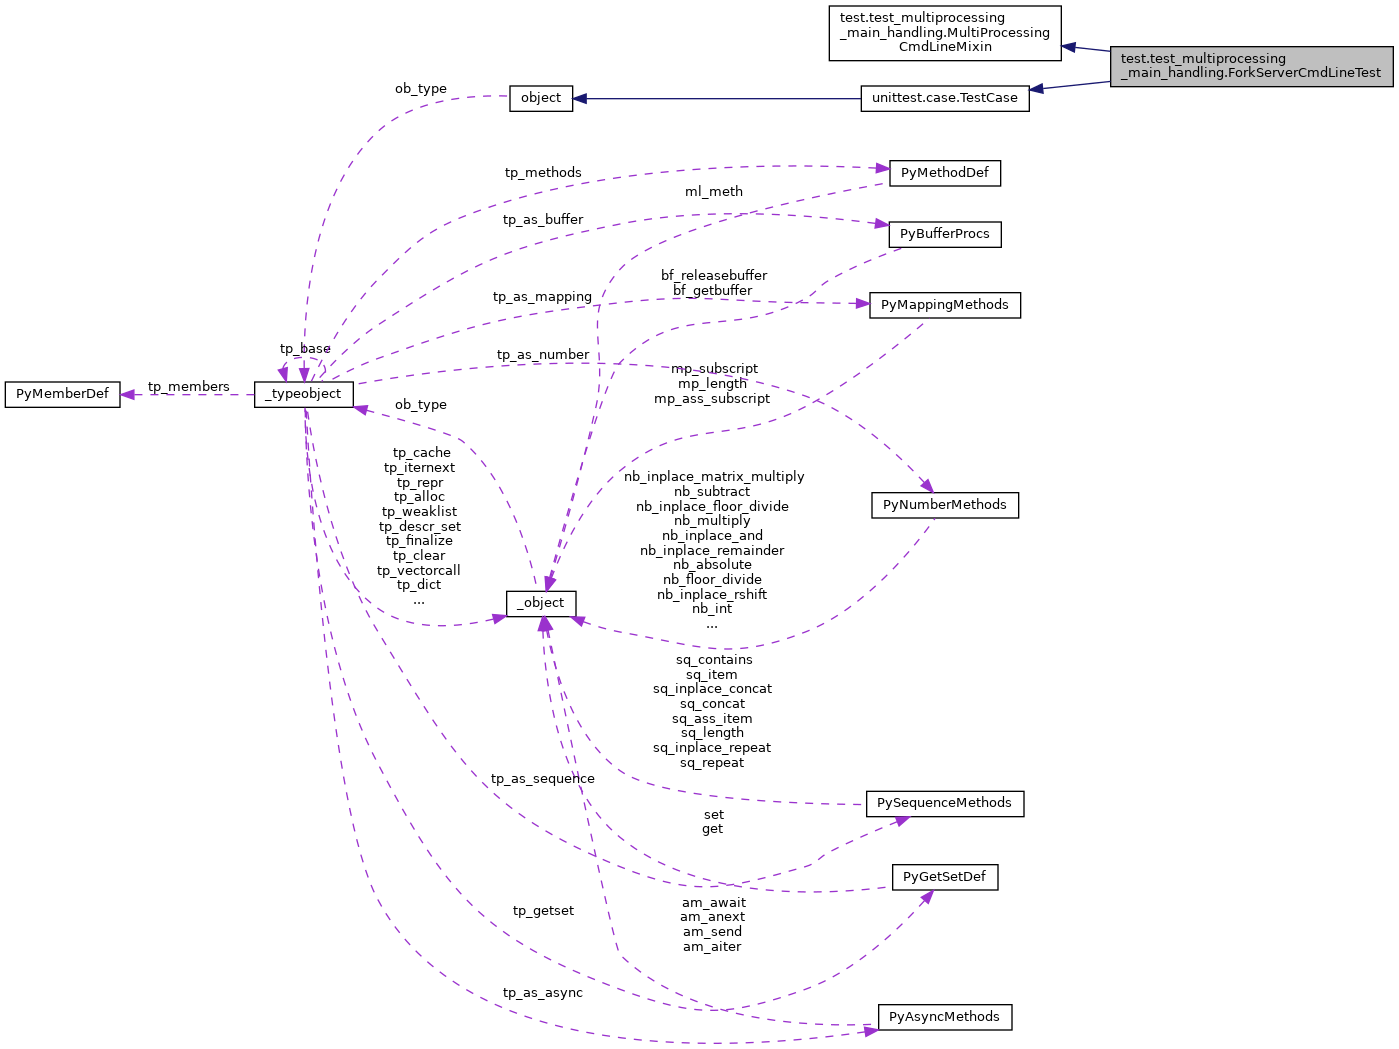 test.test_multiprocessing
_main_handling.MultiProcessing
CmdLineMixin
test.test_multiprocessing
_main_handling.ForkServerCmdLineTest
ob_type
object
unittest.case.TestCase
tp_methods
PyMethodDef
ml_meth
tp_as_buffer
PyBufferProcs
bf_releasebuffer
bf_getbuffer
tp_as_mapping
PyMappingMethods
tp_base
tp_as_number
mp_subscript
mp_length
mp_ass_subscript
PyMemberDef
tp_members
_typeobject
ob_type
tp_cache
tp_iternext
tp_repr
tp_alloc
tp_weaklist
tp_descr_set
tp_finalize
tp_clear
tp_vectorcall
tp_dict
...
nb_inplace_matrix_multiply
nb_subtract
nb_inplace_floor_divide
nb_multiply
nb_inplace_and
nb_inplace_remainder
nb_absolute
nb_floor_divide
nb_inplace_rshift
nb_int
...
PyNumberMethods
_object
sq_contains
sq_item
sq_inplace_concat
sq_concat
sq_ass_item
sq_length
sq_inplace_repeat
sq_repeat
tp_as_sequence
PySequenceMethods
set
get
PyGetSetDef
tp_getset
am_await
am_anext
am_send
am_aiter
tp_as_async
PyAsyncMethods